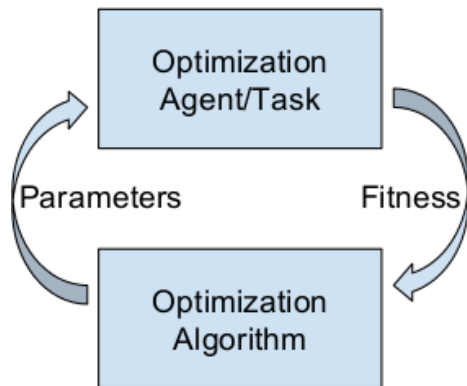 Optimization
Agent/Task
Parameters
Fitness
Optimization
Algorithm